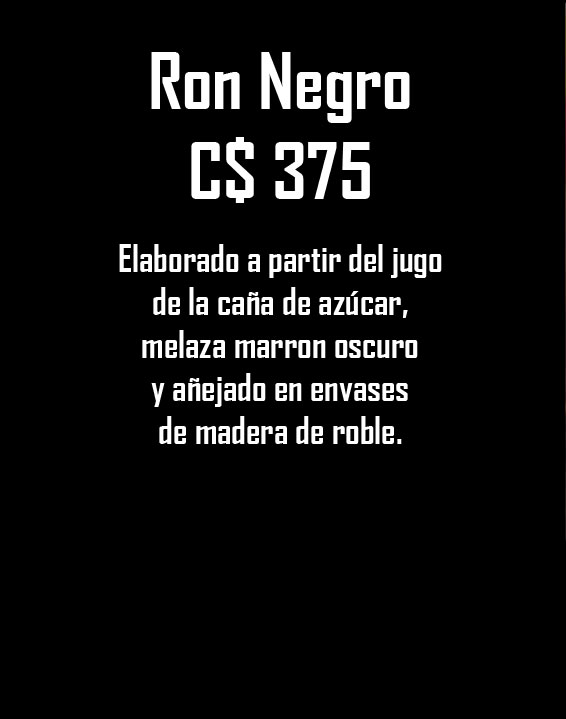 Ron Negro
C$ 375
Elaborado a partir del jugo
de la caña de azúcar,
melaza marron oscuro
y añejado en envases
de madera de roble.